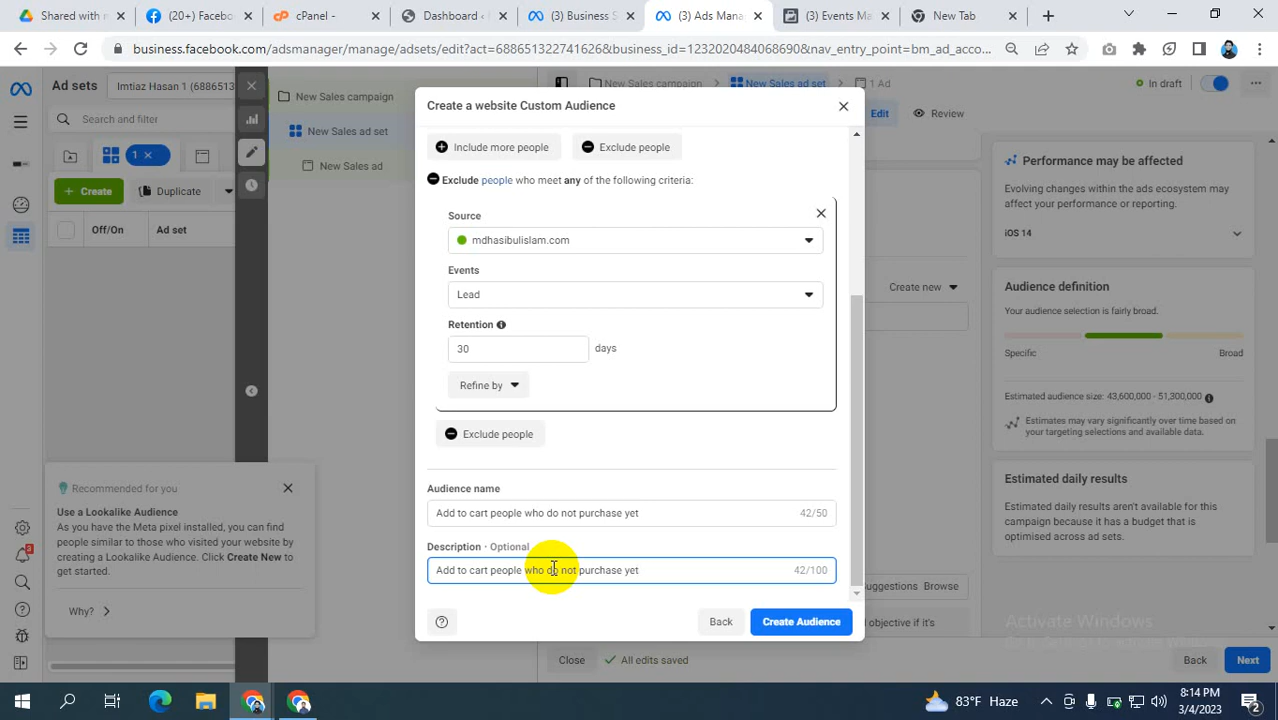 Shared with m
(20+) Faceboo
cPanel -
Dashboard ‹
(3) Business S
(3) Ads Mana
(3) Events Ma
New Tab
business.facebook.com/adsmanager/manage/adsets/edit?act=688651322741626&business_id=1232020484068690&nav_entry_point=bm_ad_acco...
Ad sets
Imtiaz Hasan 1 (6886513
New Sales campaign
New Sales campaign
New Sales ad set
1 Ad
In draft
Search and filter
Create a website Custom Audience
Edit
Review
New Sales ad set
1
New Sales ad
Include more people
Exclude people
Create
Duplicate
Exclude people who meet any of the following criteria:
Off/On
Ad set
Source
mdhasibulislam.com
Events
Lead
Retention
30
days
Refine by
Exclude people
Performance may be affected
Evolving changes within the ads ecosystem may
affect your performance or reporting.
iOS 14
Create new
Audience definition
Your audience selection is fairly broad.
Specific
Broad
Estimated audience size: 43,600,000 - 51,300,000
Estimates may vary significantly over time based on
your targeting selections and available data.
Estimated daily results
Estimated daily results aren't available for this
campaign because it has a budget that is
optimised across ad sets.
Recommended for you
Use a Lookalike Audience
As you have the Meta pixel installed, you can find
people similar to those who visited your website by
creating a Lookalike Audience. Click Create New to
get started.
Why?
Audience name
Add to cart people who do not purchase yet
42/50
Description · Optional
Add to cart people who do not purchase yet
42/100
uggestions
Browse
d objective if it's
Back
Create Audience
Activate Windows
Close
All edits saved
Back
Next
83°F Haze
8:14 PM
3/4/2023
2